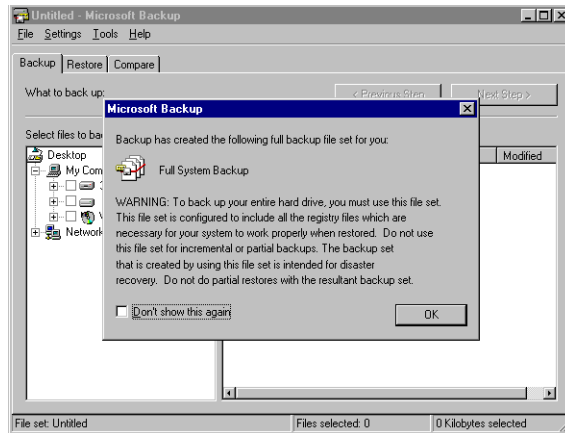 Untitled - Microsoft Backup
File Settings Tools Help
Backup Restore Compare
What to back up:
< Previous Step Next Step >
Select files to ba
Desktop
My Com
Network
Modified
Microsoft Backup
Backup has created the following full backup file set for you:
Full System Backup
WARNING: To back up your entire hard drive, you must use this file set.
This file set is configured to include all the registry files which are
necessary for your system to work properly when restored. Do not use
this file set for incremental or partial backups. The backup set
that is created by using this file set is intended for disaster
recovery. Do not do partial restores with the resultant backup set.
Don't show this again
OK
File set: Untitled Files selected: 0 0 Kilobytes selected